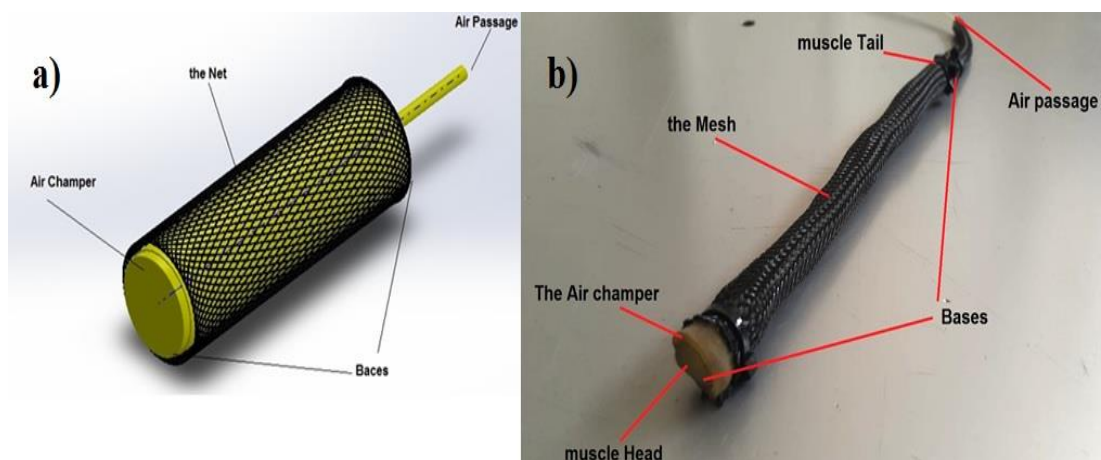 a)
Air Passage
the Net
Air Champer
Baces
b)
muscle Tail
Air passage
the Mesh
The Air champer
Bases
muscle Head